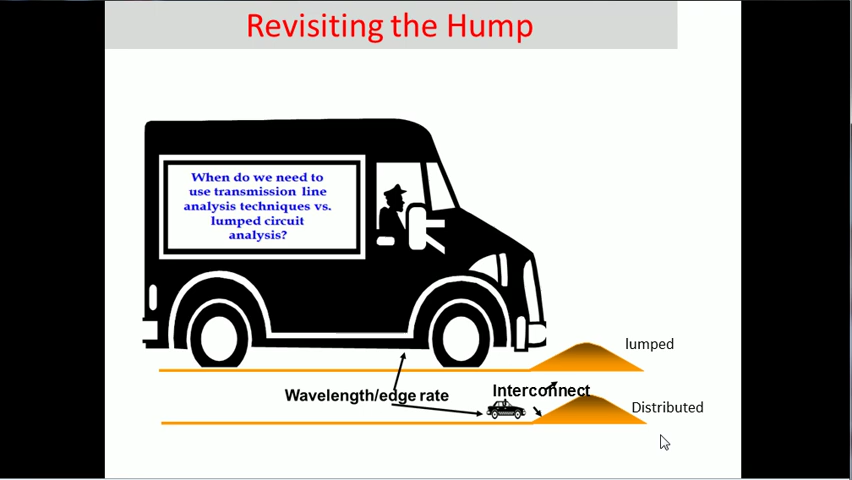 Revisiting the Hump
When do we need to
use transmission line
analysis techniques vs.
lumped circuit
analysis?
lumped
Wavelength/edge rate
Interconnect
Distributed